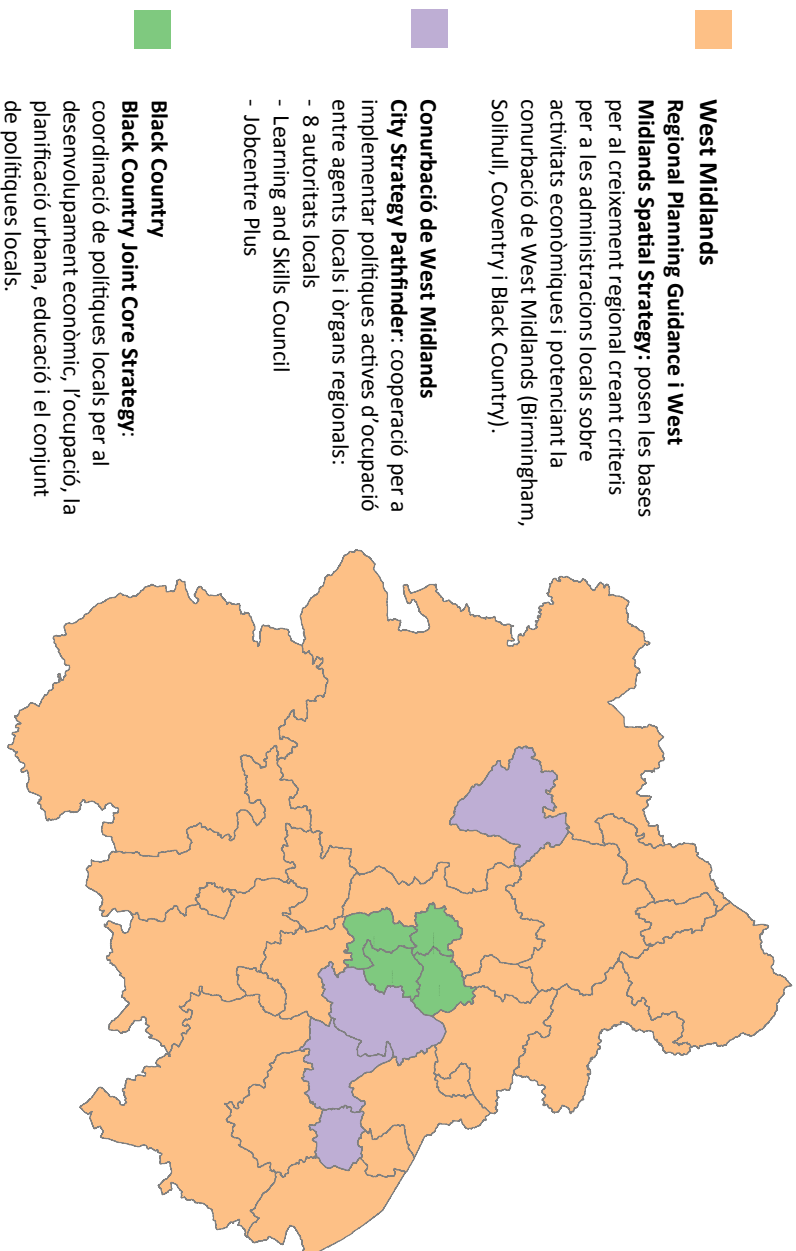 West Midlands
Regional Planning Guidance i West
Midlands Spatial Strategy: posen les bases
per al creixement regional creant criteris
per a les administracions locals sobre
activitats econòmiques i potenciant la
conurbació de West Midlands (Birmingham,
Solihull, Coventry i Black Country).
Conurbació de West Midlands
City Strategy Pathfinder: cooperació per a
implementar polítiques actives d’ocupació
entre agents locals i òrgans regionals:
- 8 autoritats locals
- Learning and Skills Council
- Jobcentre Plus
Black Country
Black Country Joint Core Strategy:
coordinació de polítiques locals per al
desenvolupament econòmic, l’ocupació, la
planificació urbana, educació i el conjunt
de polítiques locals.